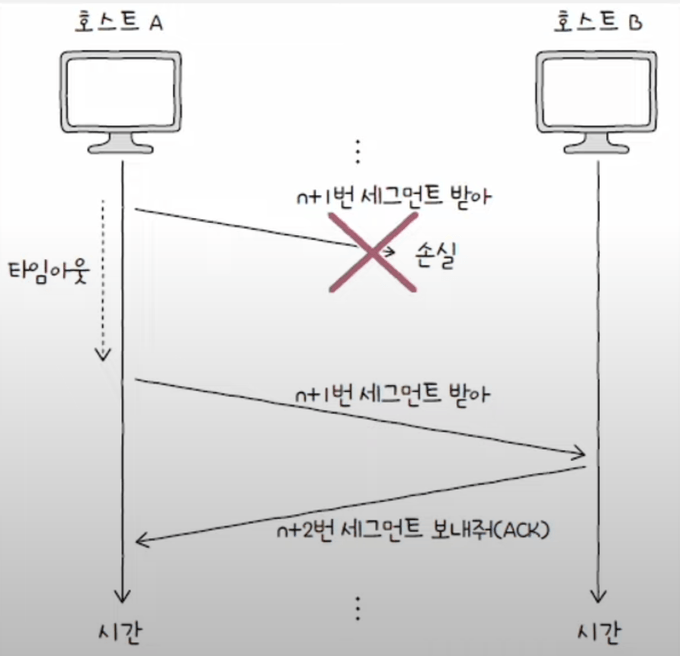 호스트 A
호스트 B
n+1번 세그먼트 받아
손실
타임아웃
n+1번 세그먼트 받아
n+2번 세그먼트 보내줘(ACK)
시간
시간